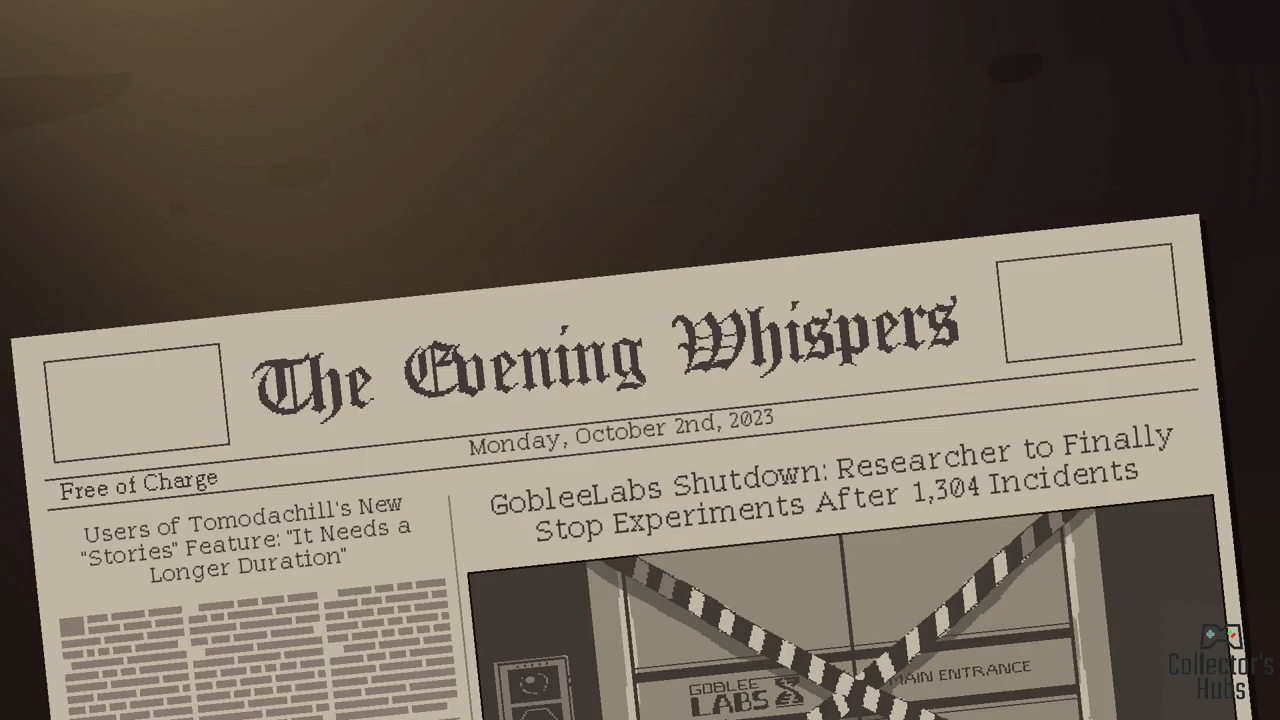 The Evening Whispers
Monday, October 2nd, 2023
Free of Charge
Users of Tomodachill's New
"Stories" Feature: "It Needs a
Longer Duration"
GobleeLabs Shutdown: Researcher to Finally
Stop Experiments After 1,304 Incidents
GOBLEE
LABS
MAIN ENTRANCE
Collector's
Hubs